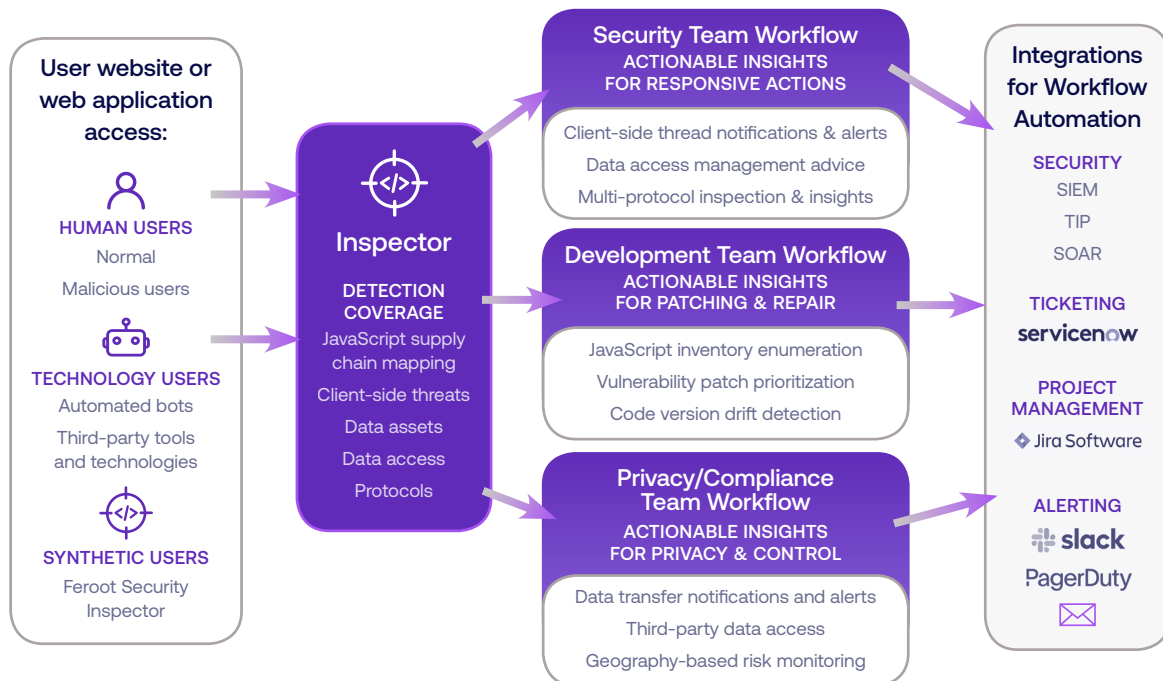 User website or
web application
access:
HUMAN USERS
Normal
Malicious users
TECHNOLOGY USERS
Automated bots
Third-party tools
and technologies
</>
SYNTHETIC USERS
Feroot Security
Inspector
</>
Inspector
DETECTION
COVERAGE
JavaScript supply
chain mapping
Client-side threats
Data assets
Data access
Protocols
Security Team Workflow
ACTIONABLE INSIGHTS
FOR RESPONSIVE ACTIONS
Client-side thread notifications & alerts
Data access management advice
Multi-protocol inspection & insights
Development Team Workflow
ACTIONABLE INSIGHTS
FOR PATCHING & REPAIR
JavaScript inventory enumeration
Vulnerability patch prioritization
Code version drift detection
Privacy/Compliance
Team Workflow
ACTIONABLE INSIGHTS
FOR PRIVACY & CONTROL
Data transfer notifications and alerts
Third-party data access
Geography-based risk monitoring
Integrations
for Workflow
Automation
SECURITY
SIEM
TIP
SOAR
TICKETING
servicenow
PROJECT
MANAGEMENT
Jira Software
ALERTING
slack
PagerDuty